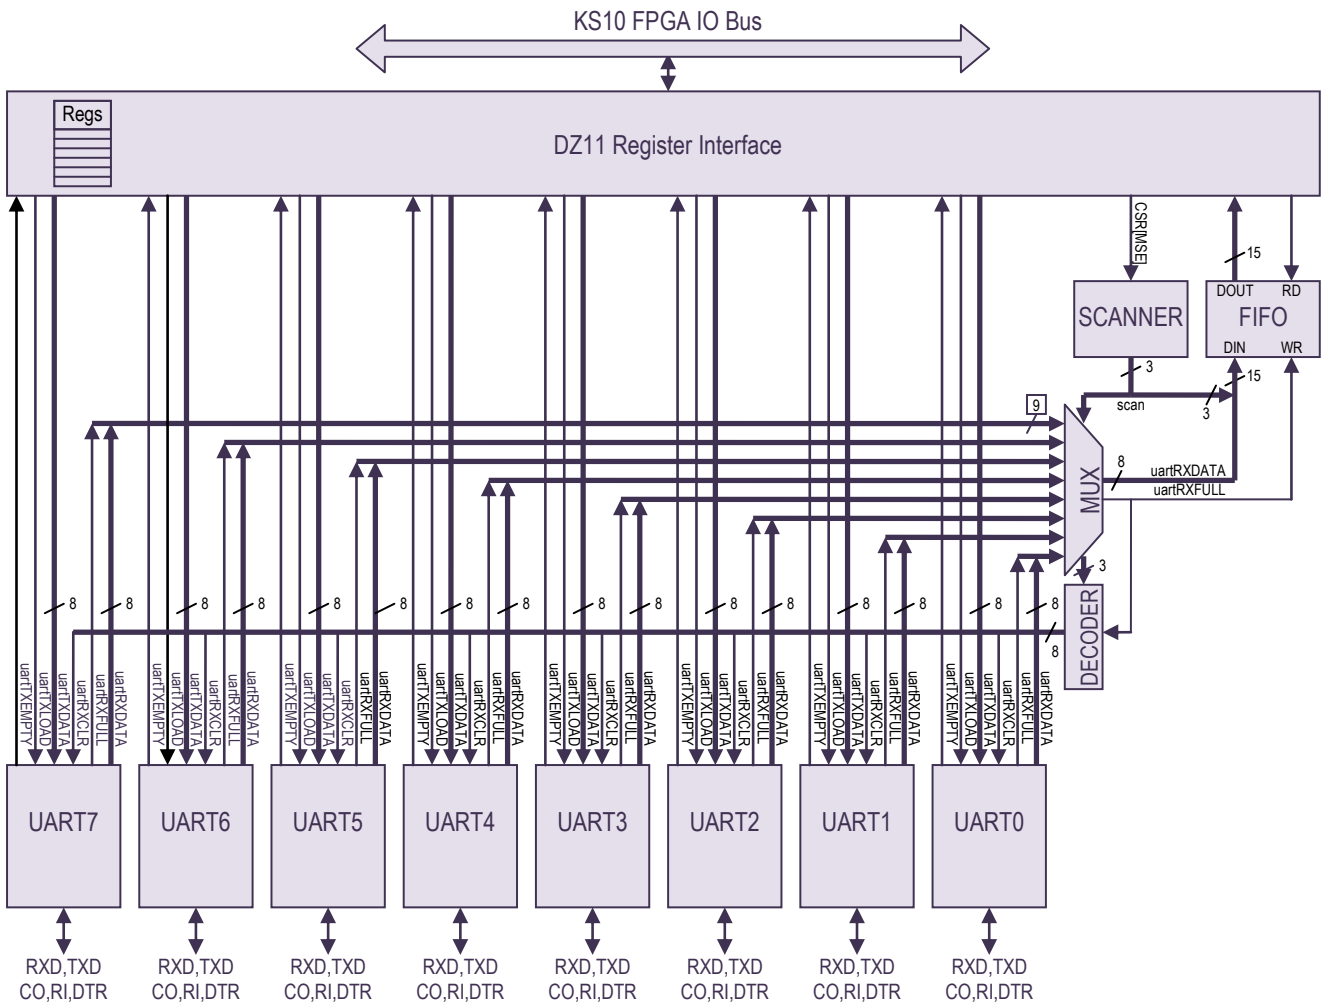 KS10 FPGA IO Bus
Regs
DZ11 Register Interface
CSR[MSE]
15
DOUT RD
SCANNER
FIFO
DIN WR
3
15
scan
3
9
MUX
8
uartRXDATA
uartRXFULL
3
8 8 8 8 8 8 8 8 8 8 8 8 8 8 8 8
DECODER
8
uartTXEMPTY
uartTXLOAD
uartTXDATA
uartRXCLR
uartRXFULL
uartRXDATA
uartTXEMPTY
uartTXLOAD
uartTXDATA
uartRXCLR
uartRXFULL
uartRXDATA
uartTXEMPTY
uartTXLOAD
uartTXDATA
uartRXCLR
uartRXFULL
uartRXDATA
uartTXEMPTY
uartTXLOAD
uartTXDATA
uartRXCLR
uartRXFULL
uartRXDATA
uartTXEMPTY
uartTXLOAD
uartTXDATA
uartRXCLR
uartRXFULL
uartRXDATA
uartTXEMPTY
uartTXLOAD
uartTXDATA
uartRXCLR
uartRXFULL
uartRXDATA
uartTXEMPTY
uartTXLOAD
uartTXDATA
uartRXCLR
uartRXFULL
uartRXDATA
uartTXEMPTY
uartTXLOAD
uartTXDATA
uartRXCLR
uartRXFULL
uartRXDATA
UART7 UART6 UART5 UART4 UART3 UART2 UART1 UART0
RXD,TXD RXD,TXD RXD,TXD RXD,TXD RXD,TXD RXD,TXD RXD,TXD RXD,TXD
CO,RI,DTR CO,RI,DTR CO,RI,DTR CO,RI,DTR CO,RI,DTR CO,RI,DTR CO,RI,DTR CO,RI,DTR